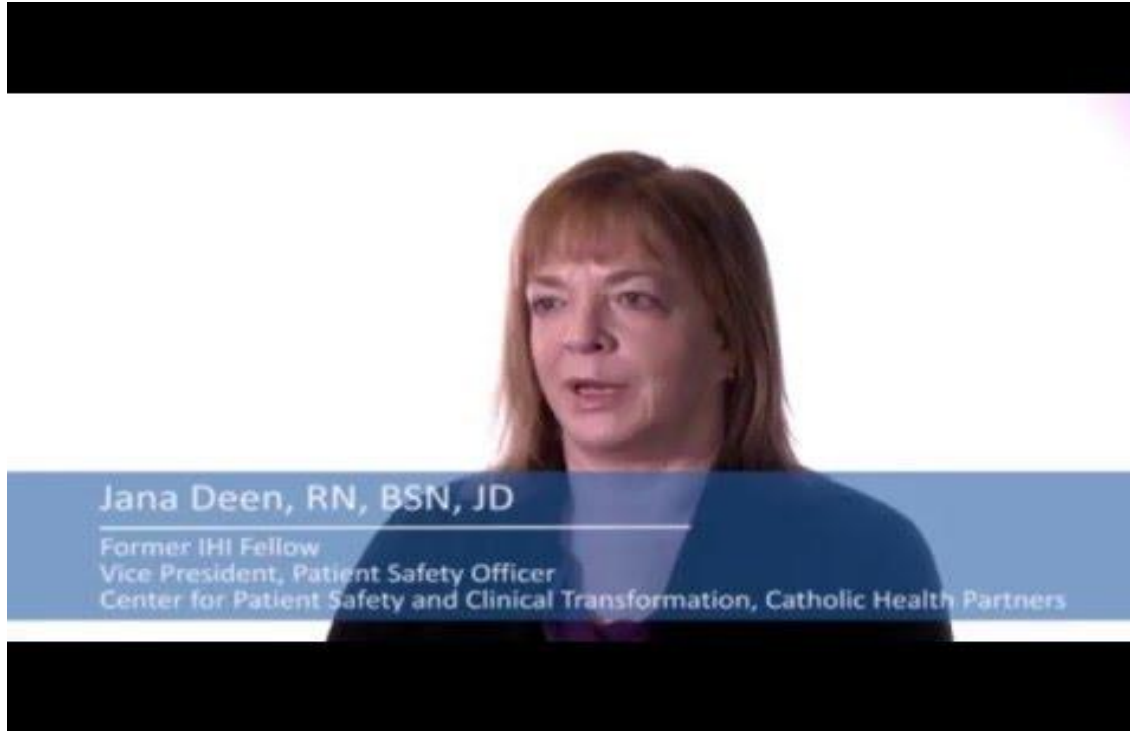 Jana Deen, RN, BSN, JD
Former IHI Fellow
Vice President, Patient Safety Officer
Center for Patient Safety and Clinical Transformation, Catholic Health Partners